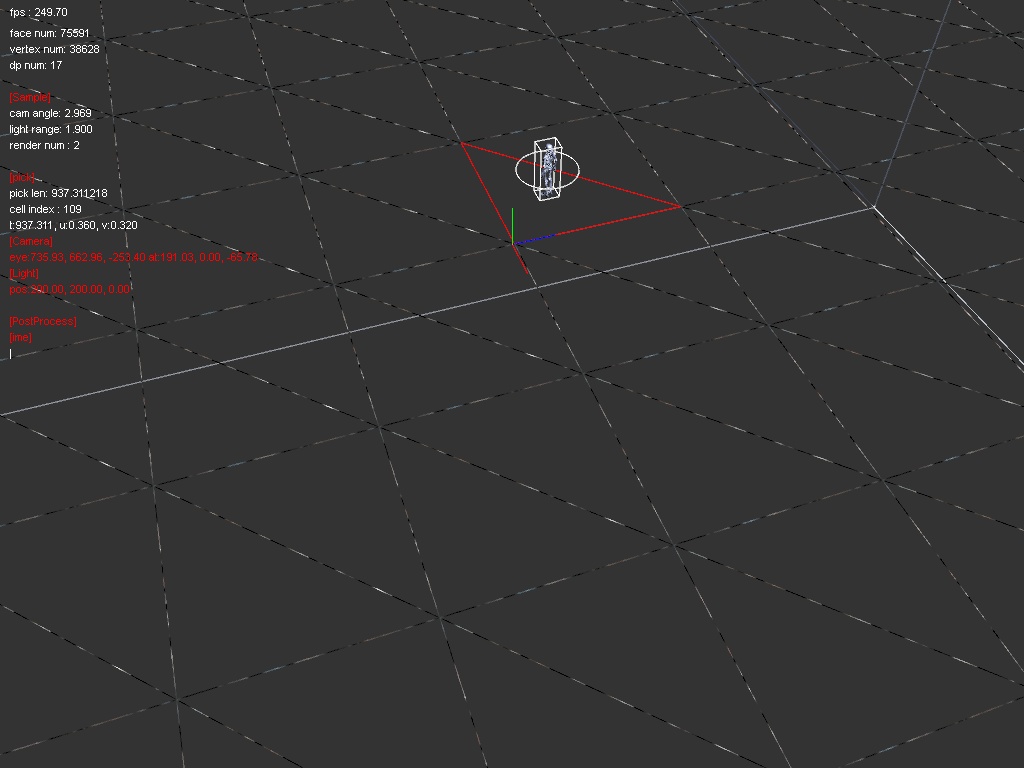 fps : 249.70
face num: 75591
vertex num: 38628
dp num: 17
[Sample]
cam angle: 2.969
light-range: 1.900
render num : 2
[pick]
pick len: 937.311218
cell index : 109
t:937.311, u:0.360, v:0.320
[Camera]
eye:735.93, 662.96, -253.40 at:191.03, 0.00, -65.78
[Light]
pos:300.00, 200.00, 0.00
[PostProcess]
[ime]